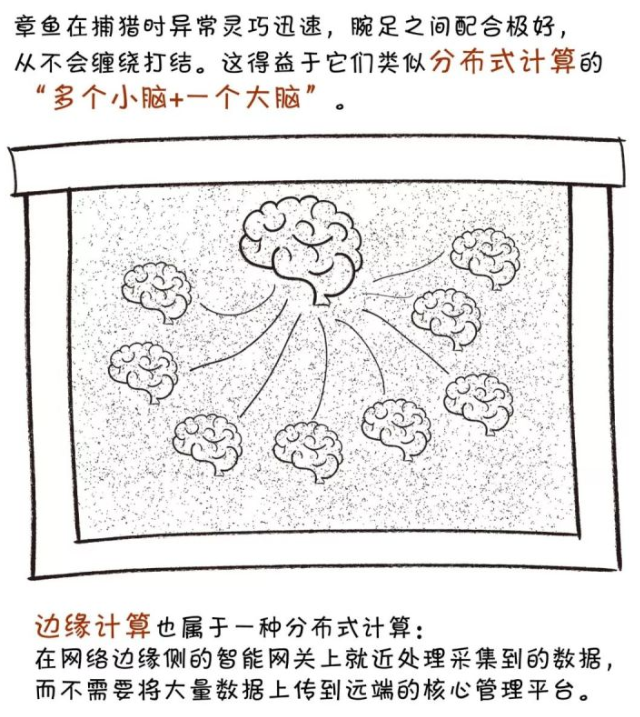 章鱼在捕猎时异常灵巧迅速，腕足之间配合极好，
从不会缠绕打结。这得益于它们类似分布式计算的
“多个小脑+一个大脑”。
边缘计算也属于一种分布式计算：
在网络边缘侧的智能网关上就近处理采集到的数据，
而不需要将大量数据上传到远端的核心管理平台。